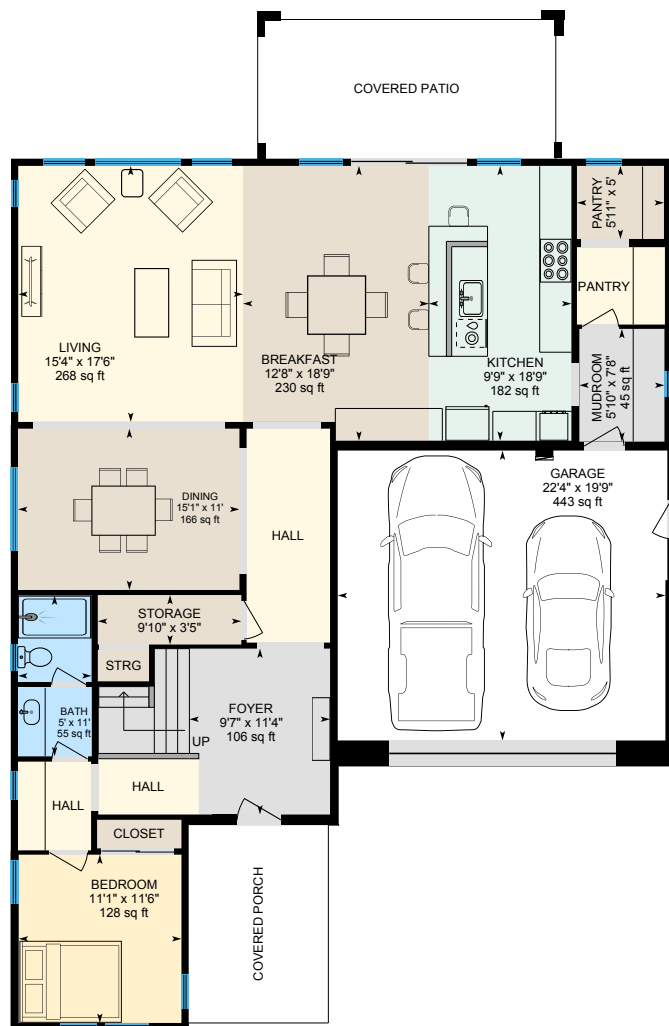 COVERED PATIO
LIVING
15'4" x 17'6"
268 sq ft
BREAKFAST
12'8" x 18'9"
230 sq ft
KITCHEN
9'9" x 18'9"
182 sq ft
PANTRY
5'11" x 5'
PANTRY
MUDROOM
5'10" x 7'8"
45 sq ft
DINING
15'1" x 11'
166 sq ft
HALL
GARAGE
22'4" x 19'9"
443 sq ft
STORAGE
9'10" x 3'5"
STRG
BATH
5' x 11'
55 sq ft
UP
FOYER
9'7" x 11'4"
106 sq ft
HALL
HALL
CLOSET
BEDROOM
11'1" x 11'6"
128 sq ft
COVERED PORCH